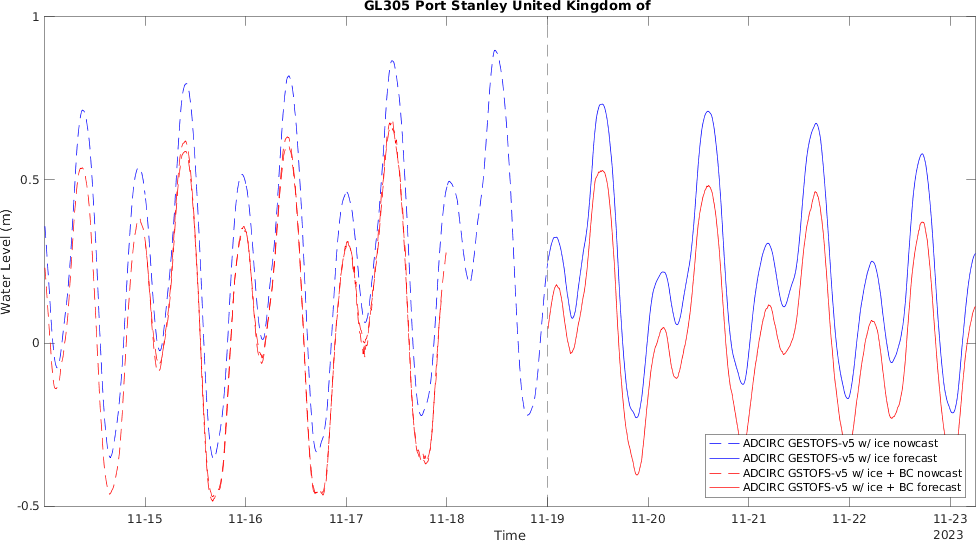 GL305 Port Stanley United Kingdom of
Water Level (m)
1
0.5
0
-0.5
ADCIRC GESTOFS-v5 w/ ice nowcast
ADCIRC GESTOFS-v5 w/ ice forecast
ADCIRC GSTOFS-v5 w/ ice + BC nowcast
ADCIRC GSTOFS-v5 w/ ice + BC forecast
11-15 11-16 11-17 11-18 11-19 11-20 11-21 11-22 11-23
2023
Time